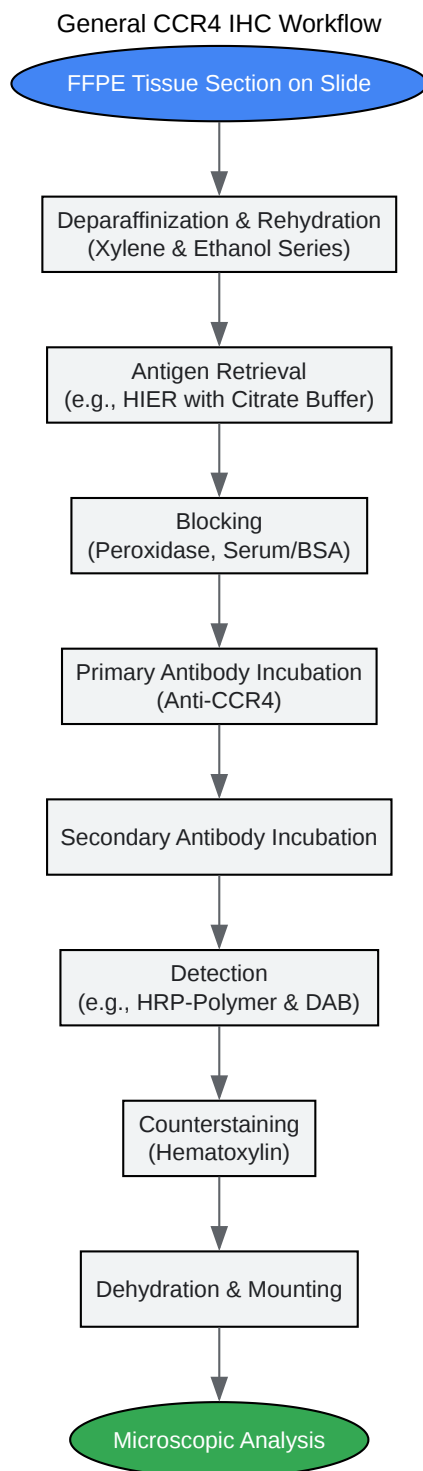 General CCR4 IHC Workflow
FFPE Tissue Section on Slide
Deparaffinization & Rehydration
(Xylene & Ethanol Series)
Antigen Retrieval
(e.g., HIER with Citrate Buffer)
Blocking
(Peroxidase, Serum/BSA)
Primary Antibody Incubation
(Anti-CCR4)
Secondary Antibody Incubation
Detection
(e.g., HRP-Polymer & DAB)
Counterstaining
(Hematoxylin)
Dehydration & Mounting
Microscopic Analysis